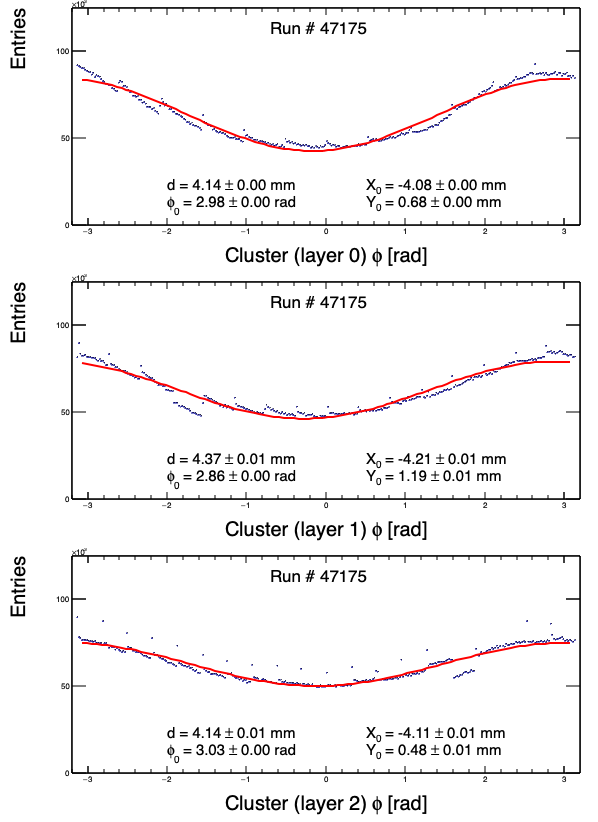 ×10²
Entries
Run # 47175
100
50
0
d = 4.14 ± 0.00 mm
X₀ = -4.08 ± 0.00 mm
ϕ₀ = 2.98 ± 0.00 rad
Y₀ = 0.68 ± 0.00 mm
−3 −2 −1 0 1 2 3
Cluster (layer 0) ϕ [rad]
×10²
Entries
Run # 47175
100
50
0
d = 4.37 ± 0.01 mm
X₀ = -4.21 ± 0.01 mm
ϕ₀ = 2.86 ± 0.00 rad
Y₀ = 1.19 ± 0.01 mm
−3 −2 −1 0 1 2 3
Cluster (layer 1) ϕ [rad]
×10²
Entries
Run # 47175
100
50
0
d = 4.14 ± 0.01 mm
X₀ = -4.11 ± 0.01 mm
ϕ₀ = 3.03 ± 0.00 rad
Y₀ = 0.48 ± 0.01 mm
−3 −2 −1 0 1 2 3
Cluster (layer 2) ϕ [rad]